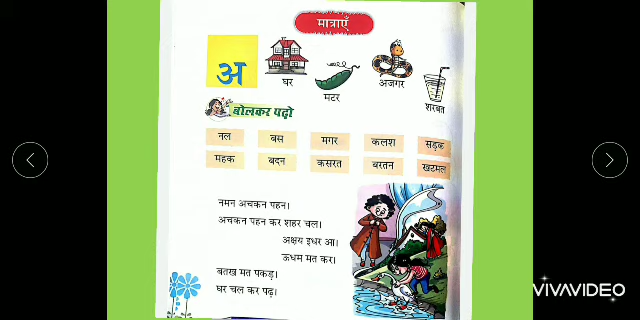 मात्राएँ
अ
घर
मटर
अजगर
शरबत
बोलकर पढ़ो
नल बस मगर कलश सड़क
महक बदन कसरत बरतन खटमल
नमन अचकन पहन।
अचकन पहन कर शहर चल।
अक्षय इधर आ।
ऊधम मत कर।
बतख मत पकड़।
घर चल कर पढ़।
VIVAVIDEO